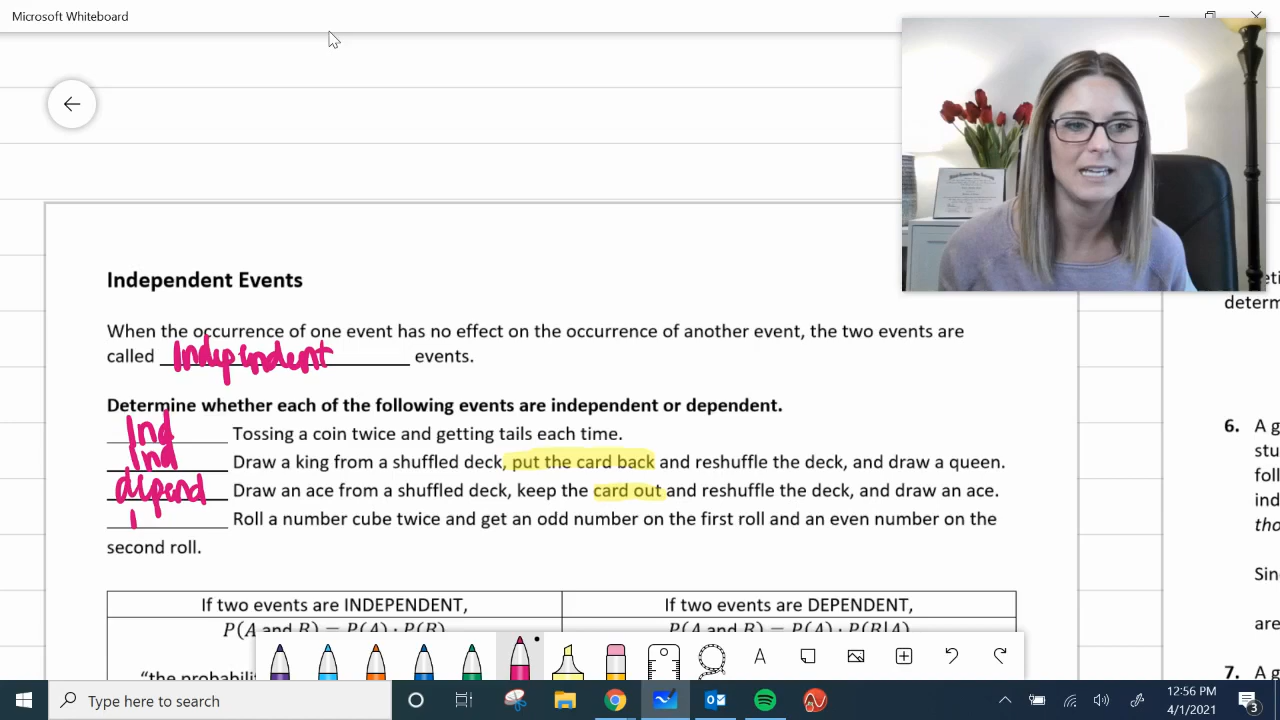 Microsoft Whiteboard
Independent Events
When the occurrence of one event has no effect on the occurrence of another event, the two events are
called Independent events.
Determine whether each of the following events are independent or dependent.
Ind Tossing a coin twice and getting tails each time.
Ind Draw a king from a shuffled deck, put the card back and reshuffle the deck, and draw a queen.
depend Draw an ace from a shuffled deck, keep the card out and reshuffle the deck, and draw an ace.
Roll a number cube twice and get an odd number on the first roll and an even number on the
second roll.
If two events are INDEPENDENT, If two events are DEPENDENT,
P(A and B) = P(A) · P(B) P(A and B) = P(A) · P(B|A)
"the probabili
determ
6. A g
stu
foll
ind
tho
Sin
are
7. A g
Type here to search
12:56 PM
4/1/2021
3